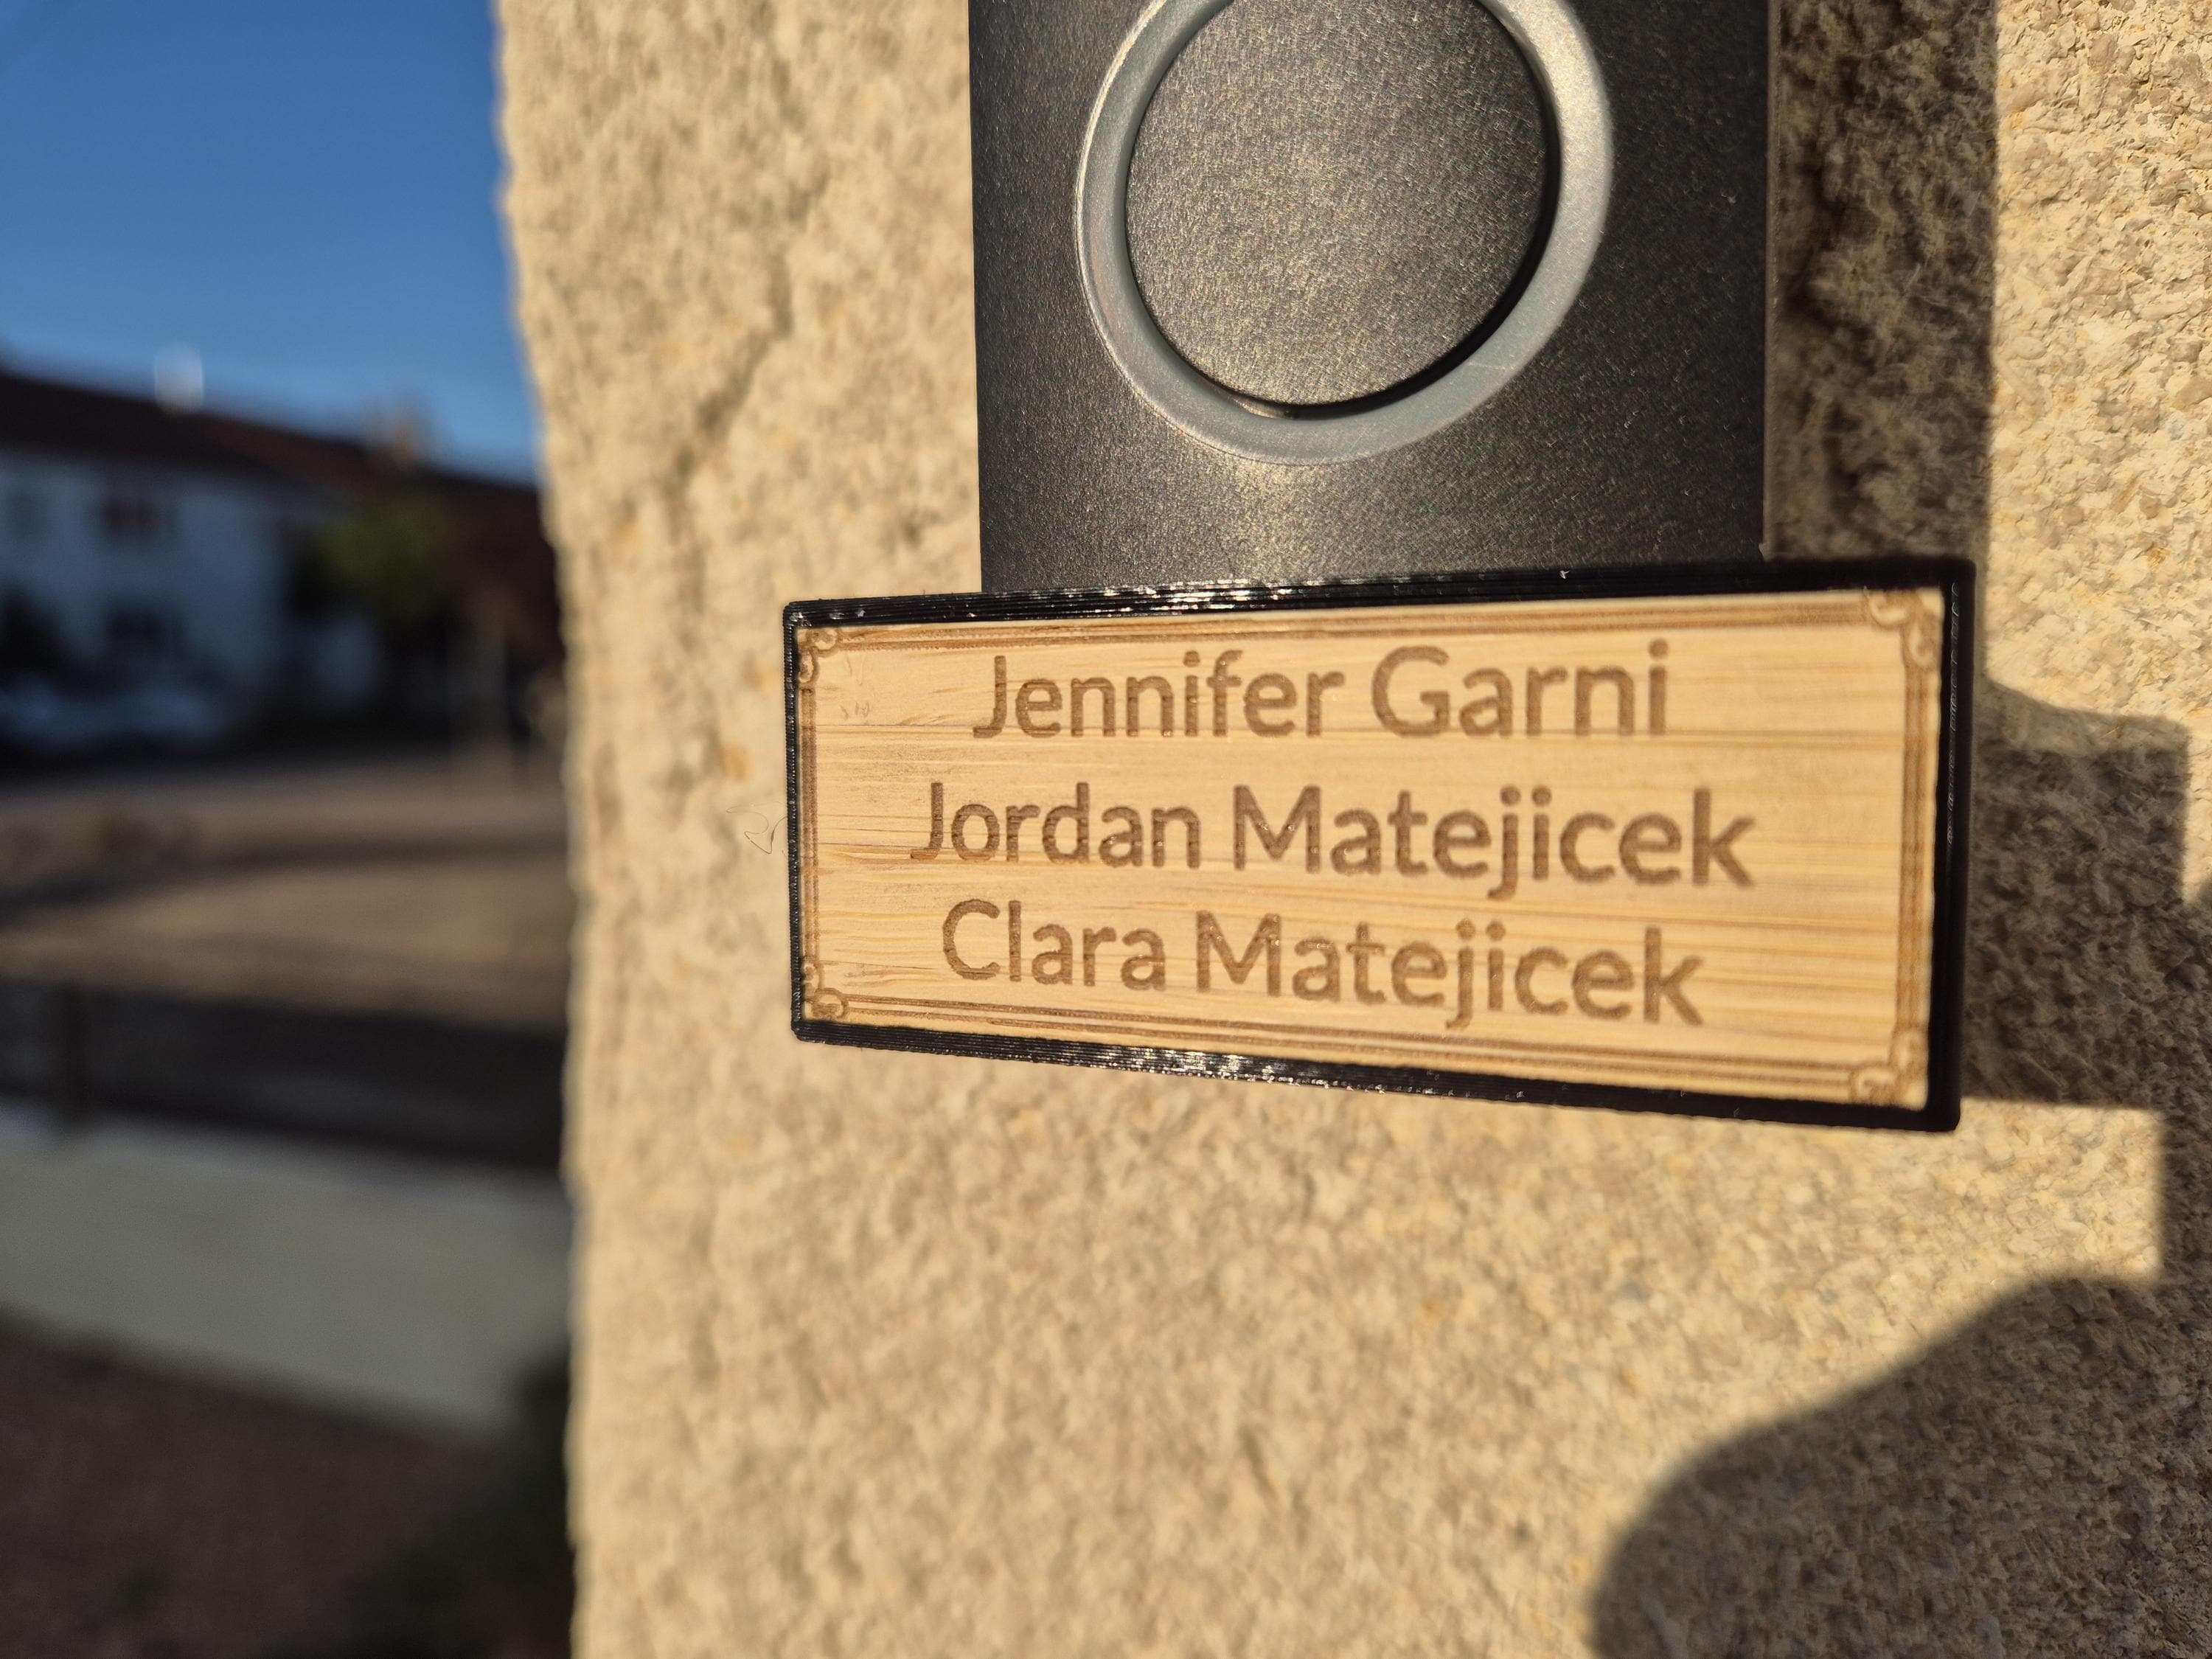 Jennifer Garni
Jordan Matejicek
Clara Matejicek